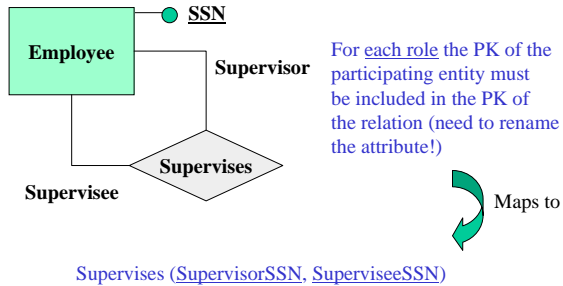 SSN
Employee
Supervisor
For each role the PK of the
participating entity must
be included in the PK of
the relation (need to rename
the attribute!)
Supervises
Supervisee
Maps to
Supervises (SupervisorSSN, SuperviseeSSN)